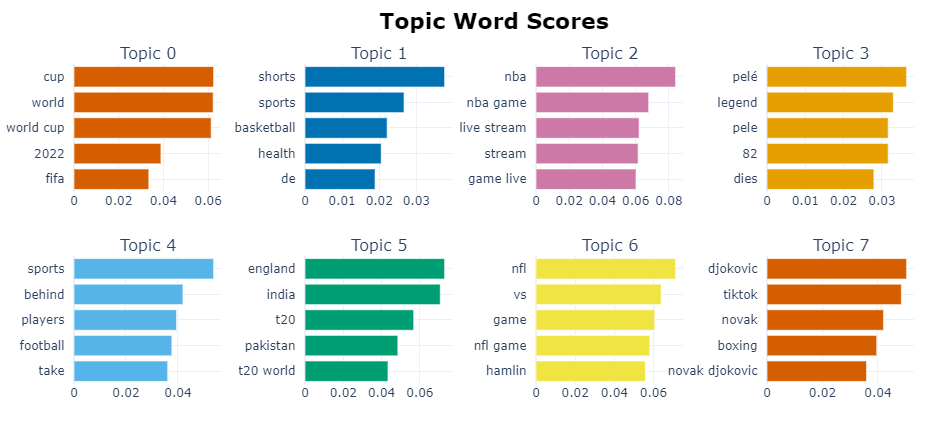 Topic Word Scores
Topic 0
cup
world
world cup
2022
fifa
0 0.02 0.04 0.06
Topic 1
shorts
sports
basketball
health
de
0 0.01 0.02 0.03
Topic 2
nba
nba game
live stream
stream
game live
0 0.02 0.04 0.06 0.08
Topic 3
pelé
legend
pele
82
dies
0 0.01 0.02 0.03
Topic 4
sports
behind
players
football
take
0 0.02 0.04
Topic 5
england
india
t20
pakistan
t20 world
0 0.02 0.04 0.06
Topic 6
nfl
vs
game
nfl game
hamlin
0 0.02 0.04 0.06
Topic 7
djokovic
tiktok
novak
boxing
novak djokovic
0 0.02 0.04